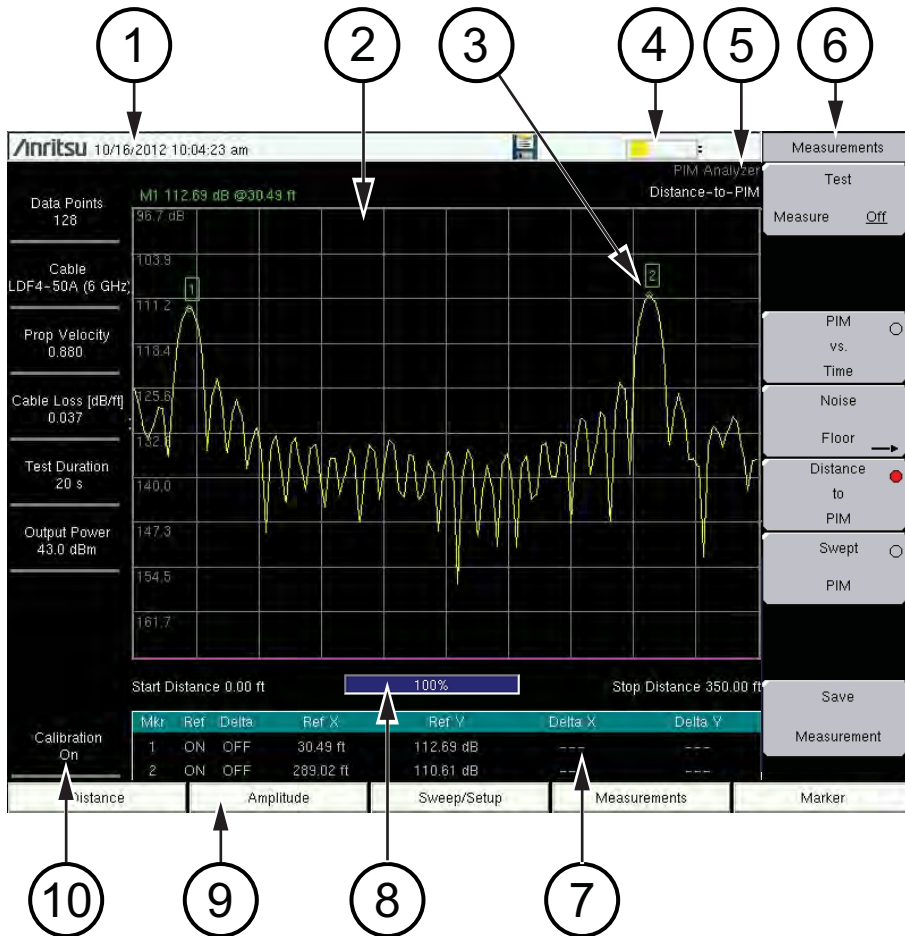 1 2 3 4 5 6
/inritsu 10/16/2012 10:04:23 am
Measurements
PIM Analyzer
Distance-to-PIM
M1 112.69 dB @30.49 ft
Data Points
128
Cable
LDF4-50A (6 GHz)
Prop Velocity
0.880
Cable Loss [dB/ft]
0.037
Test Duration
20 s
Output Power
43.0 dBm
Calibration
On
96.7 dB
103.9
111.2
118.4
125.6
132.9
140.0
147.3
154.5
161.7
1
2
Test
Measure Off
PIM
vs.
Time
Noise
Floor
Distance
to
PIM
Swept
PIM
Save
Measurement
Start Distance 0.00 ft 100% Stop Distance 350.00 ft
Mkr Ref Delta Ref X Ref Y Delta X Delta Y
1 ON OFF 30.49 ft 112.69 dB --- ---
2 ON OFF 289.02 ft 110.61 dB --- ---
Distance Amplitude Sweep/Setup Measurements Marker
10 9 8 7